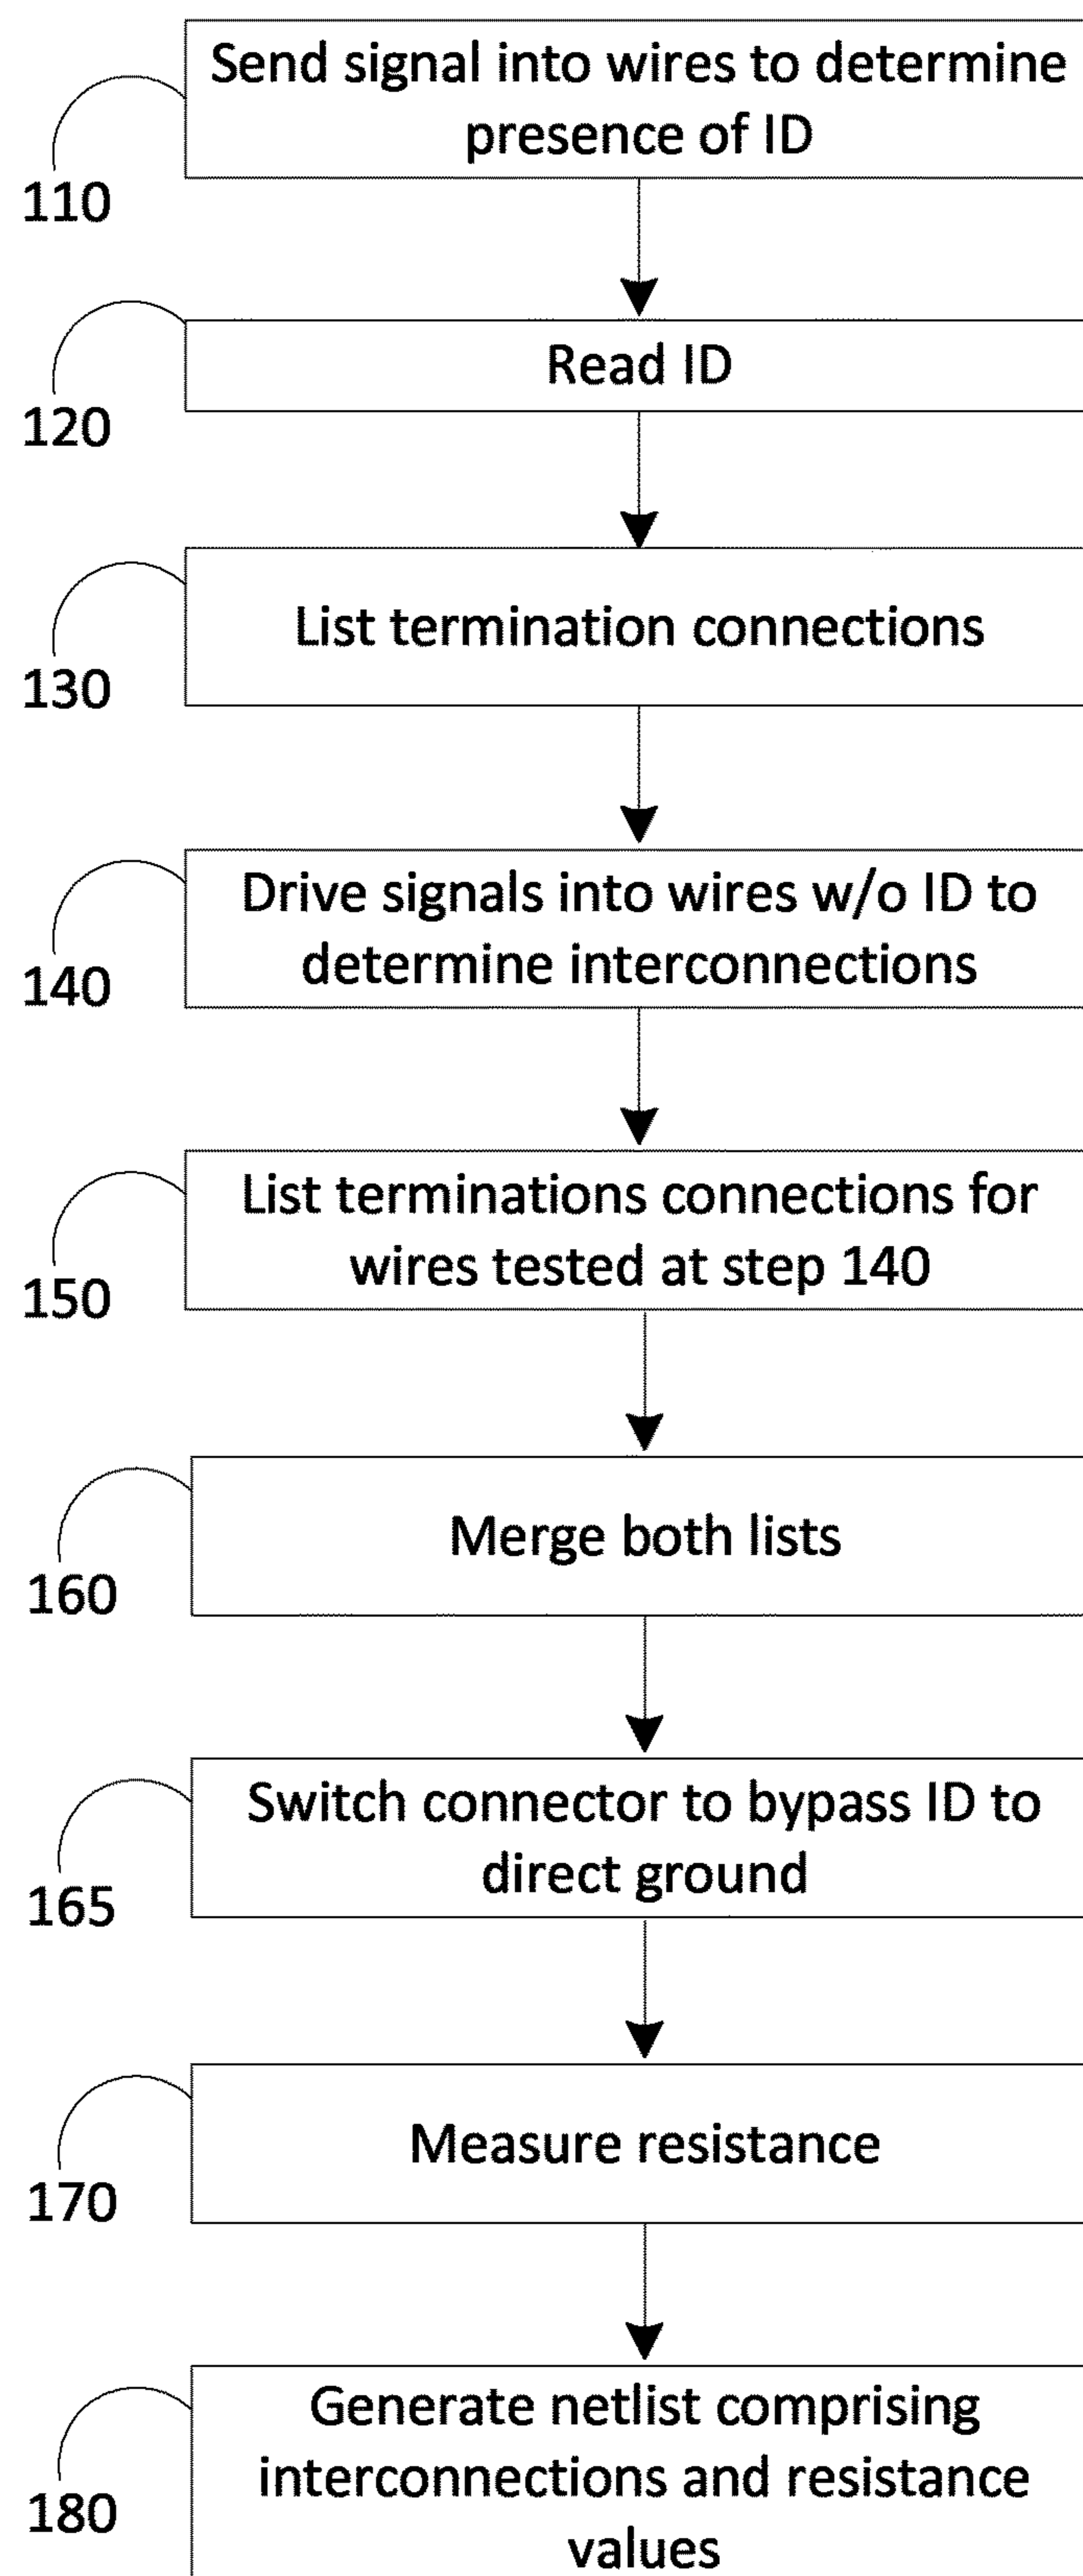 Send signal into wires to determine
presence of ID
110
Read ID
120
List termination connections
130
Drive signals into wires w/o ID to
determine interconnections
140
List terminations connections for
wires tested at step 140
150
Merge both lists
160
Switch connector to bypass ID to
direct ground
165
Measure resistance
170
Generate netlist comprising
interconnections and resistance
values
180